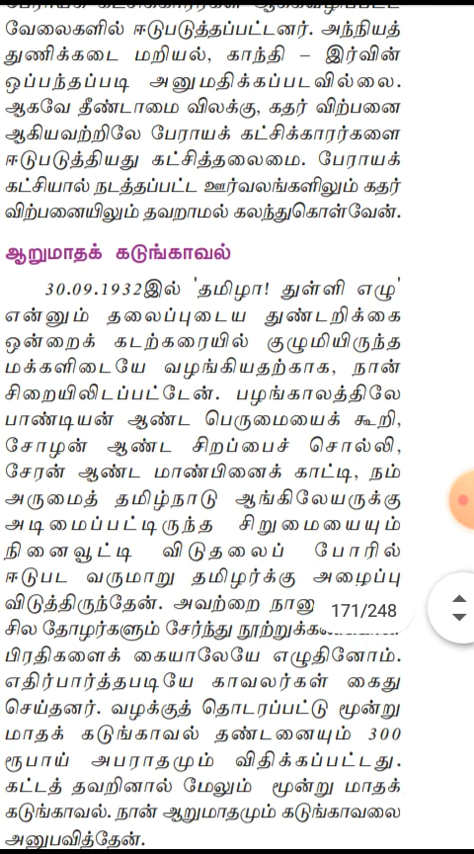 வேலைகளில் ஈடுபடுத்தப்பட்டனர். அந்நியத்
துணிக்கடை மறியல், காந்தி – இர்வின்
ஒப்பந்தப்படி அனுமதிக்கப்படவில்லை.
ஆகவே தீண்டாமை விலக்கு, கதர் விற்பனை
ஆகியவற்றிலே பேராயக் கட்சிக்காரர்களை
ஈடுபடுத்தியது கட்சித்தலைமை. பேராயக்
கட்சியால் நடத்தப்பட்ட ஊர்வலங்களிலும் கதர்
விற்பனையிலும் தவறாமல் கலந்துகொள்வேன்.
ஆறுமாதக் கடுங்காவல்
30.09.1932இல் 'தமிழா! துள்ளி எழு'
என்னும் தலைப்புடைய துண்டறிக்கை
ஒன்றைக் கடற்கரையில் குழுமியிருந்த
மக்களிடையே வழங்கியதற்காக, நான்
சிறையிலிடப்பட்டேன். பழங்காலத்திலே
பாண்டியன் ஆண்ட பெருமையைக் கூறி,
சோழன் ஆண்ட சிறப்பைச் சொல்லி,
சேரன் ஆண்ட மாண்பினைக் காட்டி, நம்
அருமைத் தமிழ்நாடு ஆங்கிலேயருக்கு
அடிமைப்பட்டிருந்த சிறுமையையும்
நினைவூட்டி விடுதலைப் போரில்
ஈடுபட வருமாறு தமிழர்க்கு அழைப்பு
விடுத்திருந்தேன். அவற்றை 171/248
சில தோழர்களும் சேர்ந்து
பிரதிகளைக் கையாலேயே எழுதினோம்.
எதிர்பார்த்தபடியே காவலர்கள் கைது
செய்தனர். வழக்குத் தொடரப்பட்டு மூன்று
மாதக் கடுங்காவல் தண்டனையும் 300
ரூபாய் அபராதமும் விதிக்கப்பட்டது.
கட்டத் தவறினால் மேலும் மூன்று மாதக்
கடுங்காவல். நான் ஆறுமாதமும் கடுங்காவலை
அனுபவித்தேன்.